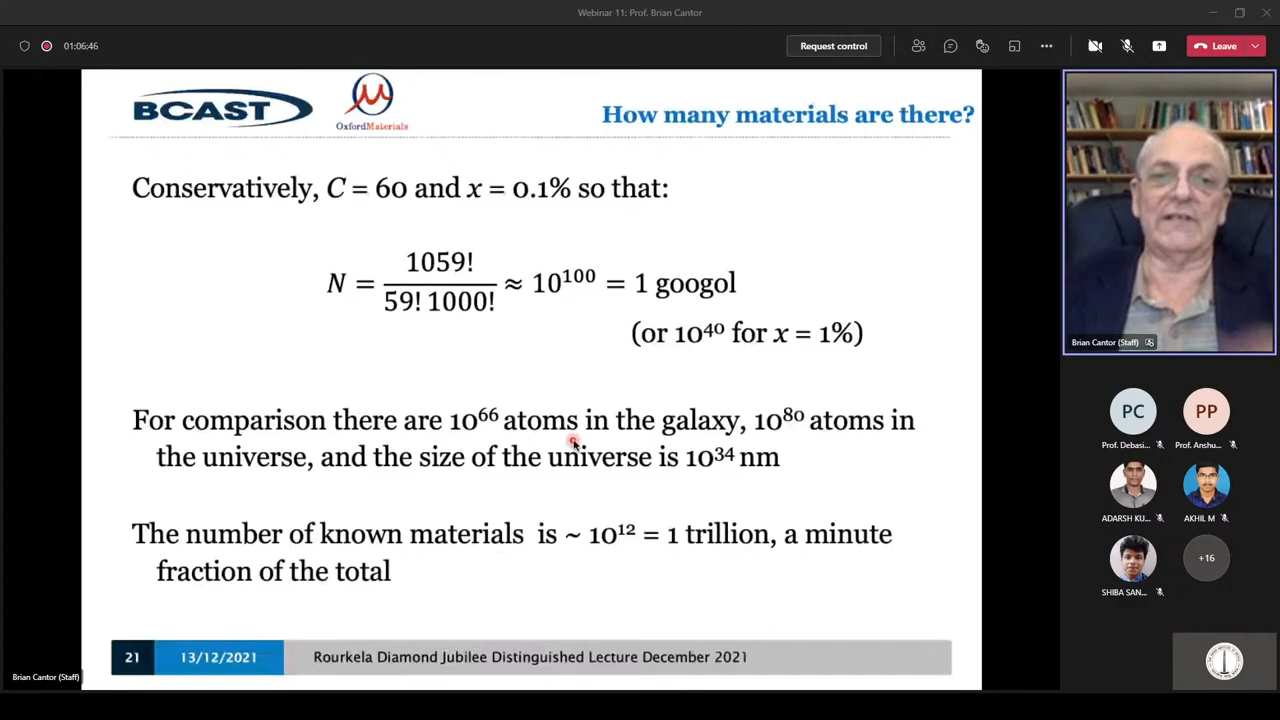 Webinar 11: Prof. Brian Cantor
01:06:46
Request control
Leave
BCAST
OxfordMaterials
How many materials are there?
Conservatively, C = 60 and x = 0.1% so that:
N = 1059! / 59! 1000! ≈ 10¹⁰⁰ = 1 googol
(or 10⁴⁰ for x = 1%)
For comparison there are 10⁶⁶ atoms in the galaxy, 10⁸⁰ atoms in
the universe, and the size of the universe is 10³⁴ nm
The number of known materials is ~ 10¹² = 1 trillion, a minute
fraction of the total
21
13/12/2021
Rourkela Diamond Jubilee Distinguished Lecture December 2021
Brian Cantor (Staff)
Brian Cantor (Staff)
PC
PP
Prof. Debasi...
Prof. Anshu...
ADARSH KU...
AKHIL M
SHIBA SAN...
+16